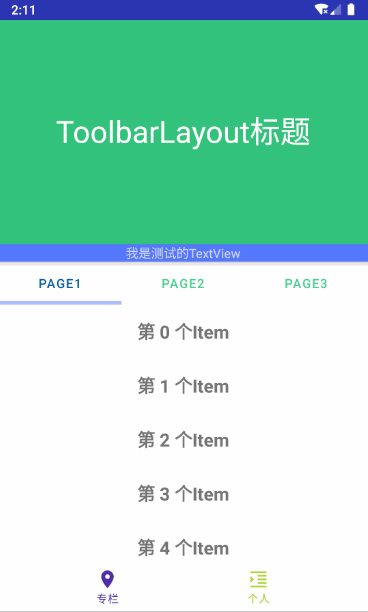 2:11
ToolbarLayout标题
我是测试的TextView
PAGE1 PAGE2 PAGE3
第 0 个Item
第 1 个Item
第 2 个Item
第 3 个Item
第 4 个Item
专栏 个人